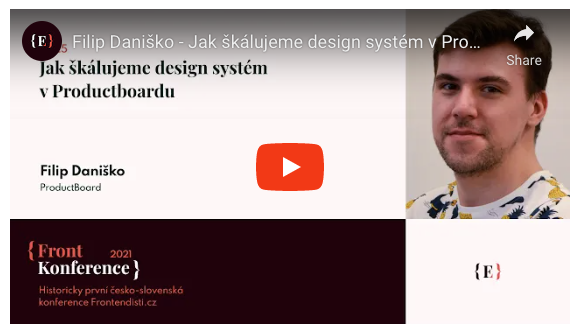 {E} Filip Daniško - Jak škálujeme design systém v Pro...
Share
Jak škálujeme design systém
v Productboardu
Filip Daniško
ProductBoard
{Front 2021
Konference}
Historicky první česko-slovenská
konference Frontendisti.cz
{E}